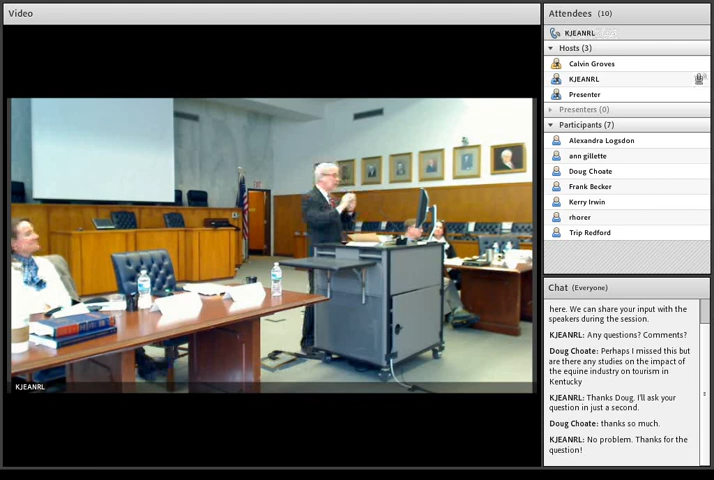 Video
KJEANRL
Attendees (10)
KJEANRL
Hosts (3)
Calvin Groves
KJEANRL
Presenter
Presenters (0)
Participants (7)
Alexandra Logsdon
ann gillette
Doug Choate
Frank Becker
Kerry Irwin
rhorer
Trip Redford
Chat (Everyone)
here. We can share your input with the
speakers during the session.
KJEANRL: Any questions? Comments?
Doug Choate: Perhaps I missed this but
are there any studies on the impact of
the equine industry on tourism in
Kentucky
KJEANRL: Thanks Doug. I'll ask your
question in just a second.
Doug Choate: thanks so much.
KJEANRL: No problem. Thanks for the
question!